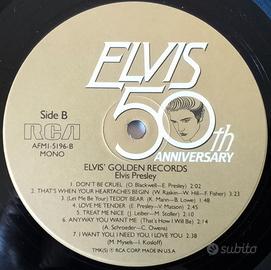 ELVIS
50th
ANNIVERSARY
Side B
RCA
AFM1-5196-B
MONO
ELVIS' GOLDEN RECORDS
Elvis Presley
1. DON'T BE CRUEL (O. Blackwell - E. Presley) 2:02
2. THAT'S WHEN YOUR HEARTACHES BEGIN (W. Raskin - W. Hill - F. Fisher) 3:21
3. (Let Me Be Your) TEDDY BEAR (K. Mann - B. Lowe) 1:48
4. LOVE ME TENDER (E. Presley - V. Matson) 2:45
5. TREAT ME NICE (J. Leiber - M. Stoller) 2:10
6. ANYWAY YOU WANT ME (That's How I Will Be) 2:14
(A. Schroeder - C. Owens)
7. I WANT YOU I NEED YOU I LOVE YOU 2:38
(M. Mysels - I. Kosloff)
TMK(S) ® RCA CORP. MADE IN U.S.A.
subito